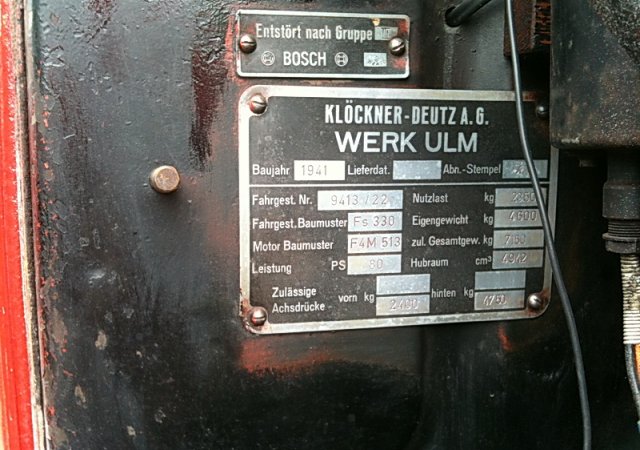 Entstört nach Gruppe
BOSCH
KLÖCKNER-DEUTZ A.G.
WERK ULM
Baujahr 1941 Lieferdat. Abn.-Stempel
Fahrgest. Nr. 9413/22 Nutzlast kg
Fahrgest. Baumuster Fs 330 Eigengewicht kg 4600
Motor Baumuster F4M 513 zul. Gesamtgew. kg 7150
Leistung PS 80 Hubraum cm³ 4942
Zulässige Achsdrücke vorn kg 2400 hinten kg 4750